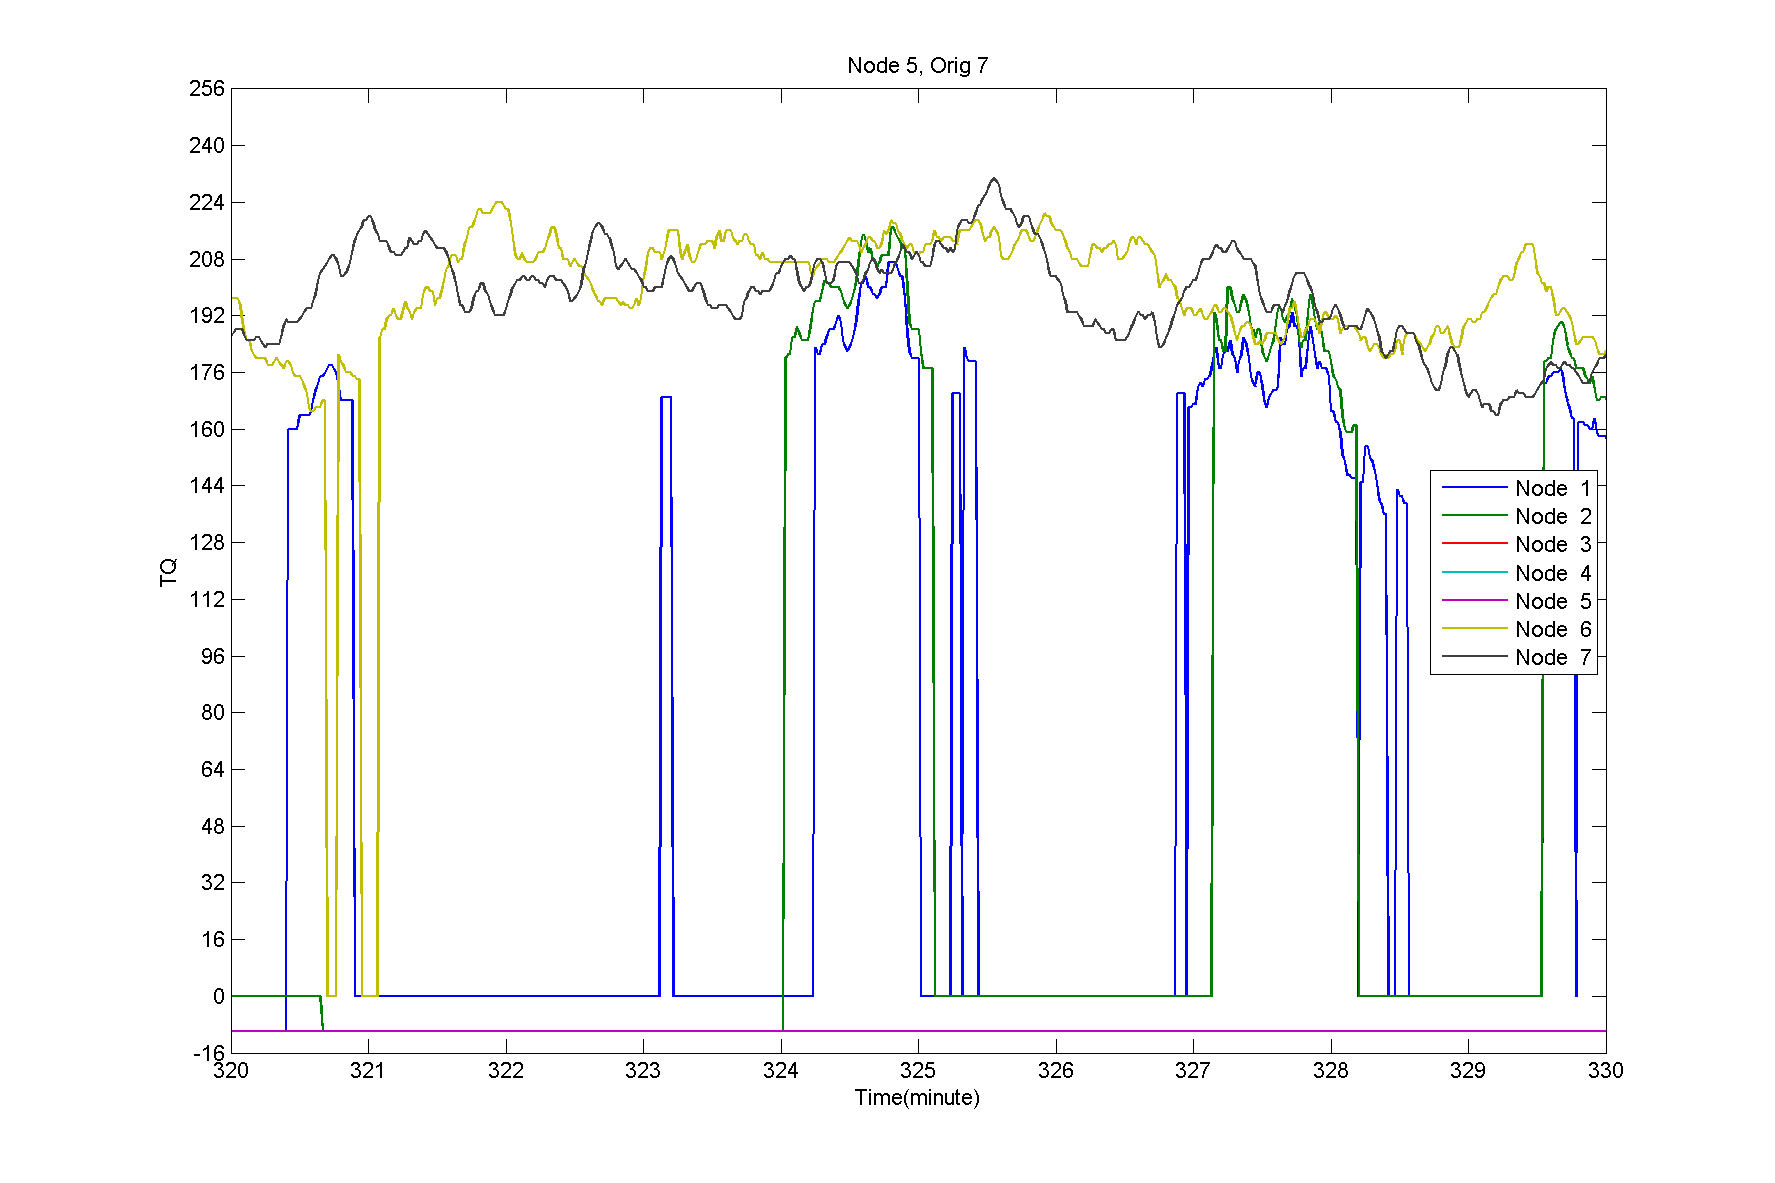 Node 5, Orig 7
256
240
224
208
192
176
160
144
128
112
96
80
64
48
32
16
0
-16
TQ
Node 1
Node 2
Node 3
Node 4
Node 5
Node 6
Node 7
320 321 322 323 324 325 326 327 328 329 330
Time(minute)